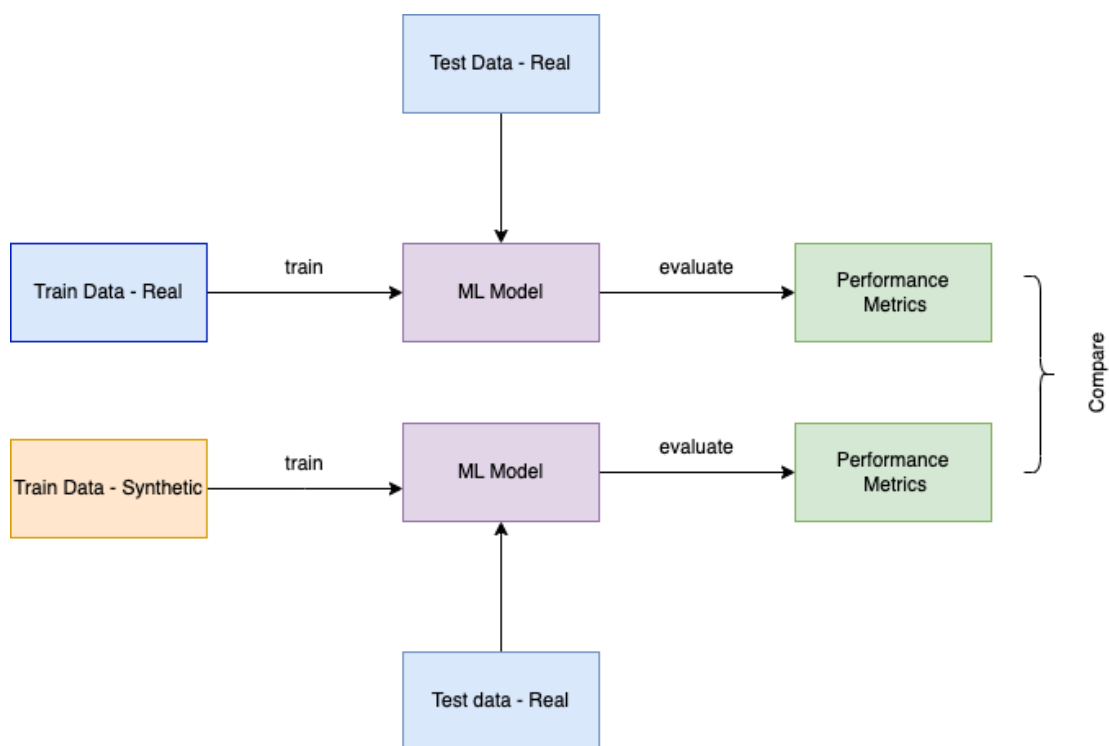 Test Data - Real
train
evaluate
Train Data - Real
ML Model
Performance
Metrics
Compare
train
evaluate
Train Data - Synthetic
ML Model
Performance
Metrics
Test data - Real